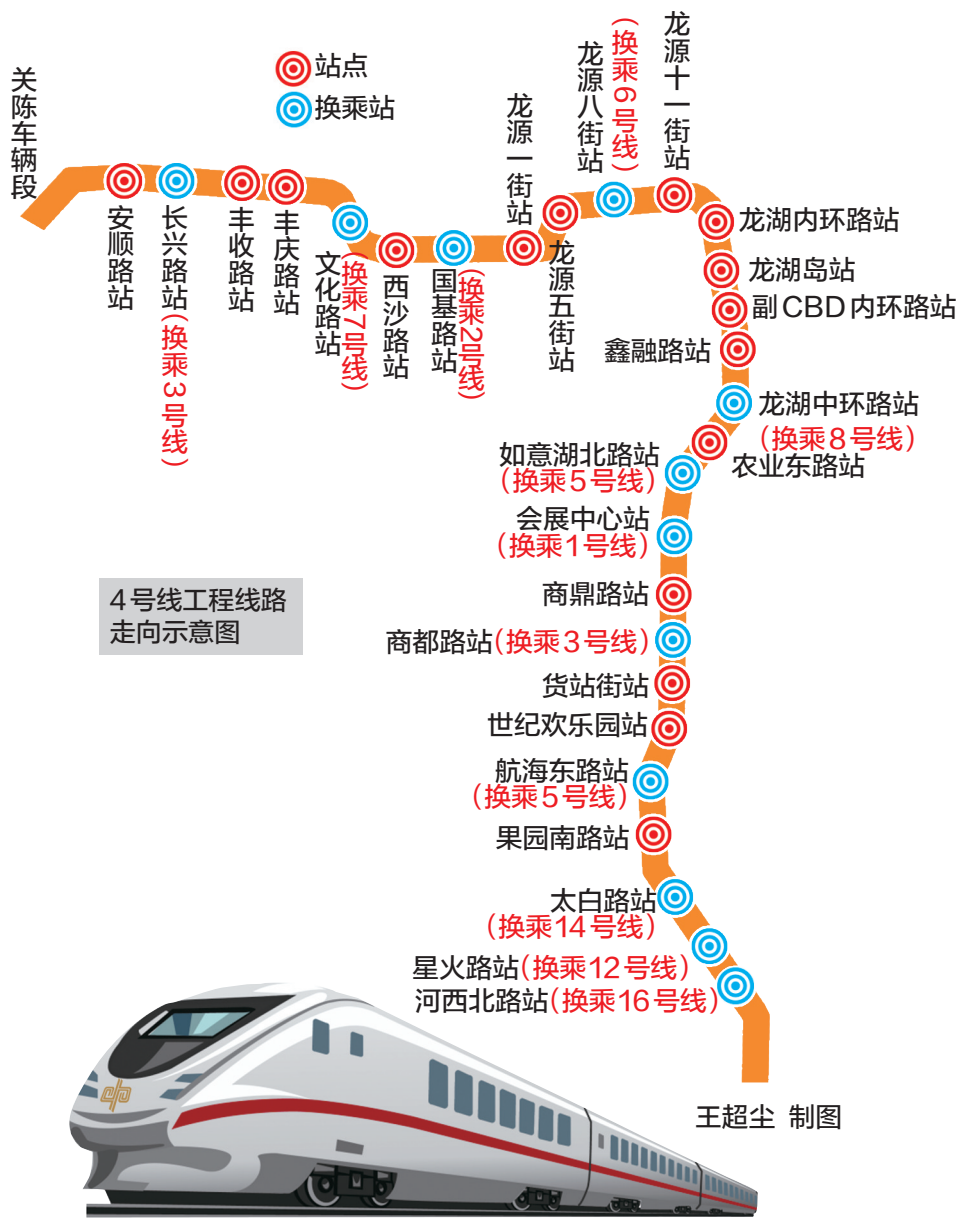 站点
换乘站
关陈车辆段
安顺路站
长兴路站(换乘3号线)
丰收路站
丰庆路站
文化路站
(换乘7号线)
西沙路站
国基路站
(换乘2号线)
龙源一街站
龙源五街站
龙源八街站
(换乘6号线)
龙源十一街站
龙湖内环路站
龙湖岛站
副CBD内环路站
鑫融路站
龙湖中环路站
(换乘8号线)
农业东路站
如意湖北路站
(换乘5号线)
会展中心站
(换乘1号线)
商鼎路站
商都路站(换乘3号线)
货站街站
世纪欢乐园站
航海东路站
(换乘5号线)
果园南路站
太白路站
(换乘14号线)
星火路站(换乘12号线)
河西北路站(换乘16号线)
4号线工程线路
走向示意图
王超尘 制图